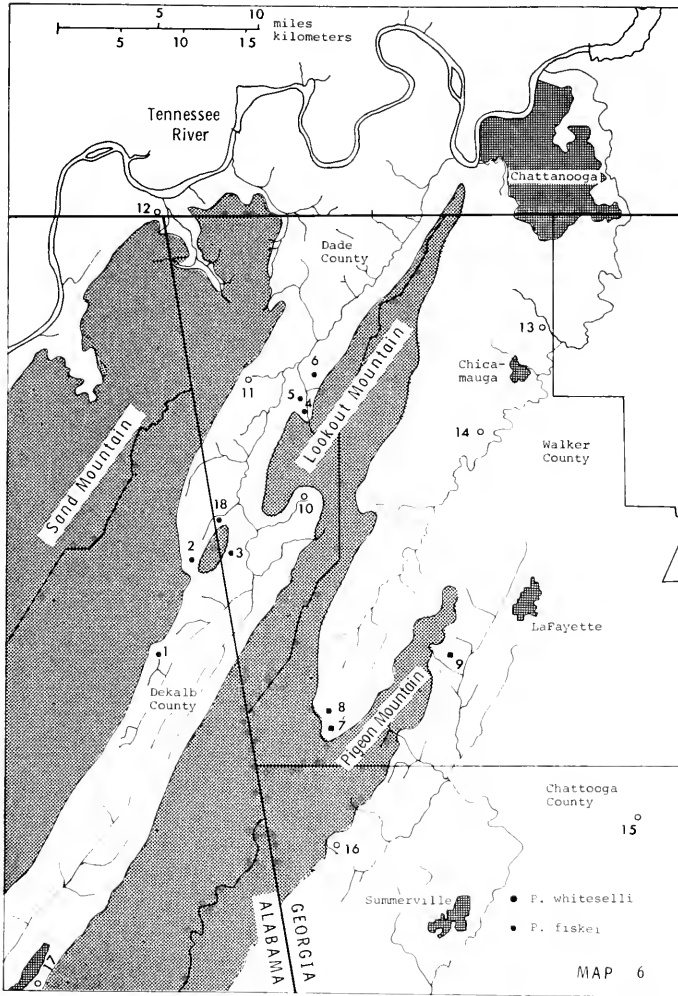 5 10 miles
5 10 15 kilometers
Tennessee
River
Chattanooga
12
Dade
County
13
Chica-
mauga
6
11
5
4
Lookout Mountain
14
Walker
County
Sand Mountain
10
18
2
3
LaFayette
1
9
Dekalb
County
8
7
Pigeon Mountain
Chattooga
County
15
16
Summerville
P. whiteselli
P. fiskei
ALABAMA
GEORGIA
17
MAP 6